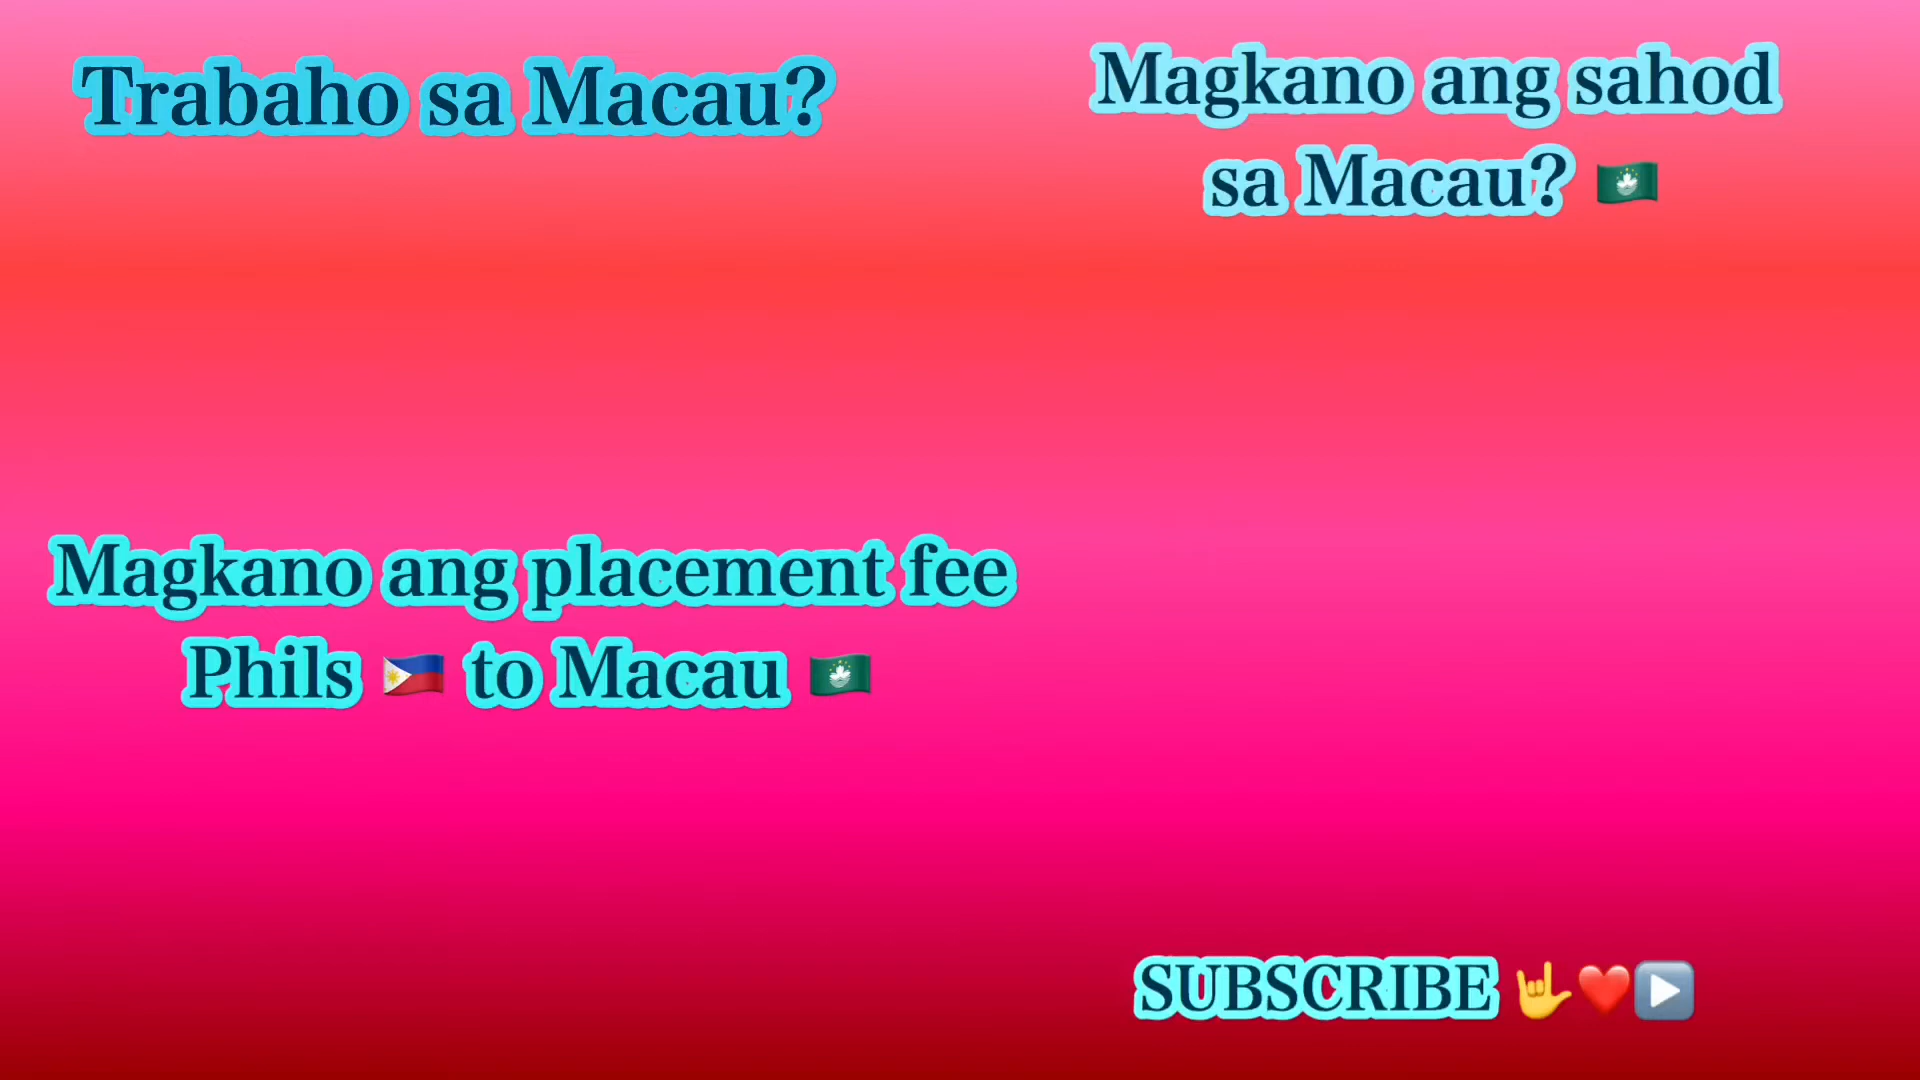 Trabaho sa Macau?
Magkano ang sahod
sa Macau? 🇲🇴
Magkano ang placement fee
Phils 🇵🇭 to Macau 🇲🇴
SUBSCRIBE 🤟❤️▶️